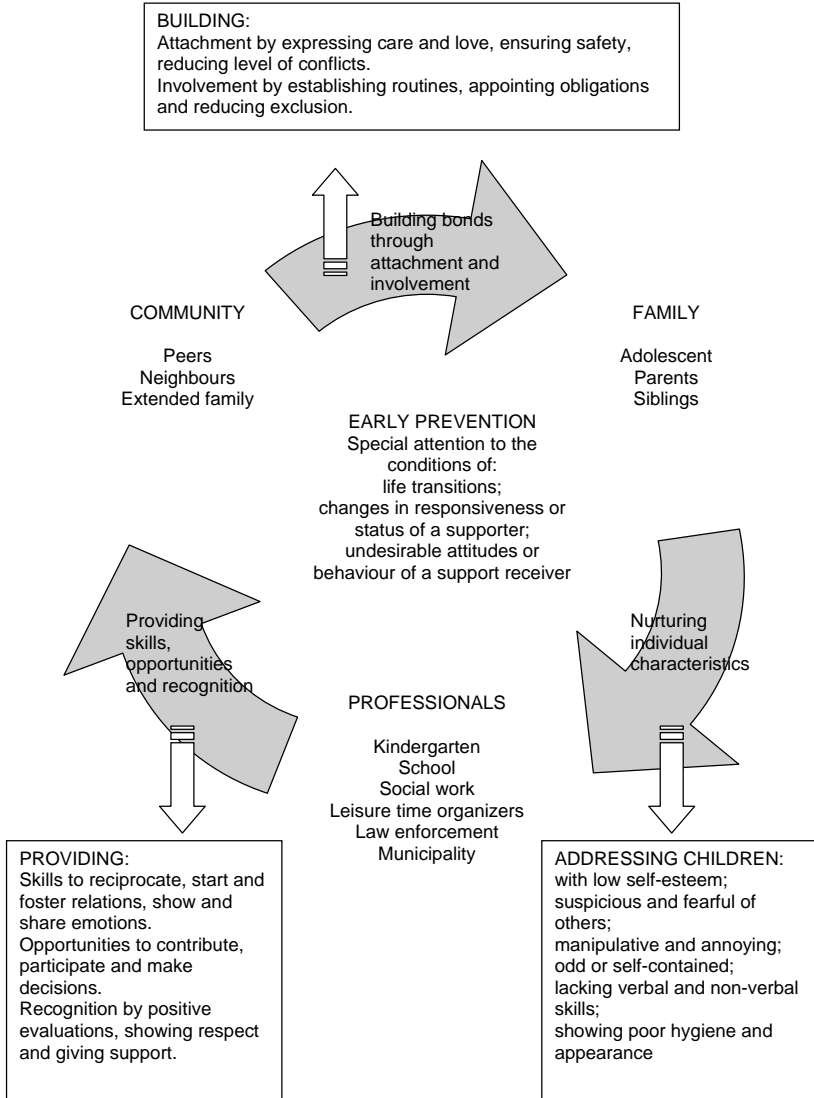 BUILDING:
Attachment by expressing care and love, ensuring safety,
reducing level of conflicts.
Involvement by establishing routines, appointing obligations
and reducing exclusion.
Building bonds
through
attachment and
involvement
COMMUNITY
Peers
Neighbours
Extended family
FAMILY
Adolescent
Parents
Siblings
EARLY PREVENTION
Special attention to the
conditions of:
life transitions;
changes in responsiveness or
status of a supporter;
undesirable attitudes or
behaviour of a support receiver
Providing
skills,
opportunities
and recognition
Nurturing
individual
characteristics
PROFESSIONALS
Kindergarten
School
Social work
Leisure time organizers
Law enforcement
Municipality
PROVIDING:
Skills to reciprocate, start and
foster relations, show and
share emotions.
Opportunities to contribute,
participate and make
decisions.
Recognition by positive
evaluations, showing respect
and giving support.
ADDRESSING CHILDREN:
with low self-esteem;
suspicious and fearful of
others;
manipulative and annoying;
odd or self-contained;
lacking verbal and non-verbal
skills;
showing poor hygiene and
appearance